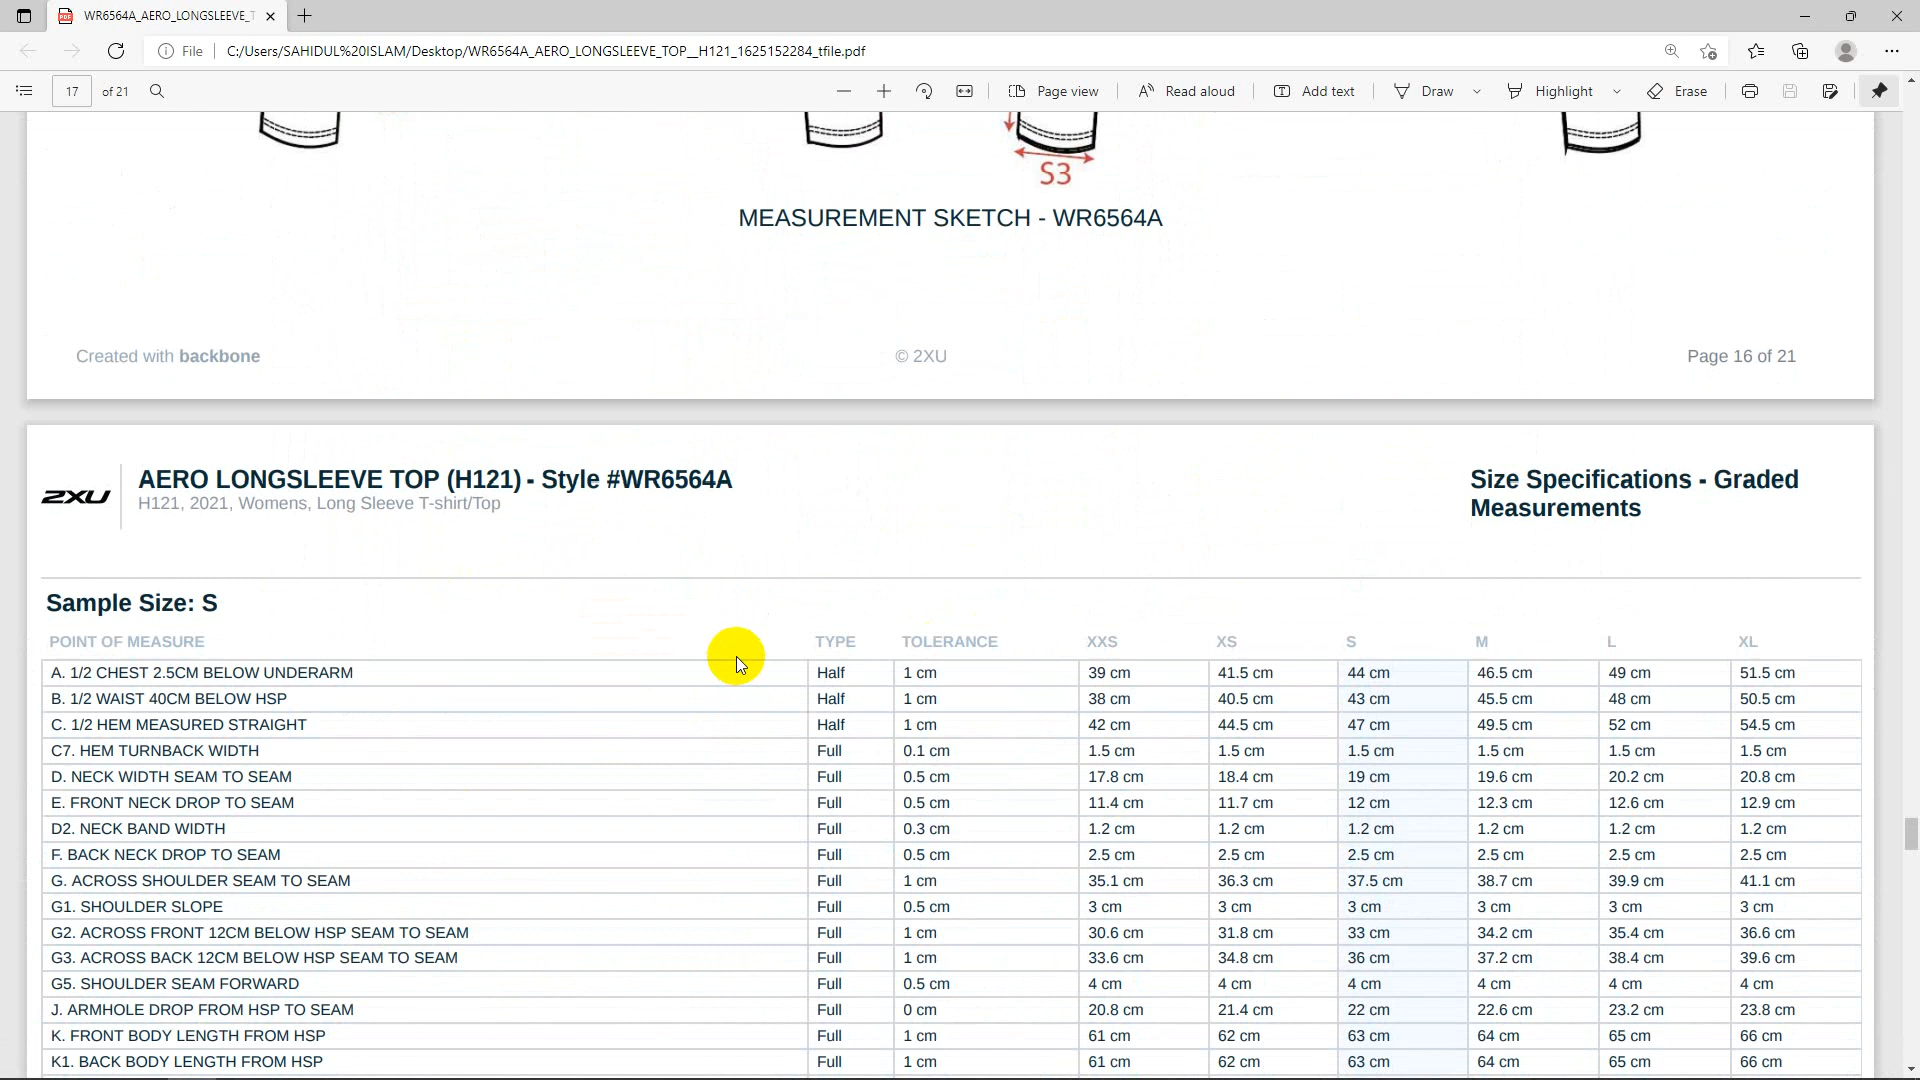 WR6564A_AERO_LONGSLEEVE_T
File
C:/Users/SAHIDUL%20ISLAM/Desktop/WR6564A_AERO_LONGSLEEVE_TOP__H121_1625152284_tfile.pdf
17 of 21 Page view Read aloud Add text Draw Highlight Erase
S3
MEASUREMENT SKETCH - WR6564A
Created with backbone © 2XU Page 16 of 21
2XU
AERO LONGSLEEVE TOP (H121) - Style #WR6564A
H121, 2021, Womens, Long Sleeve T-shirt/Top
Size Specifications - Graded
Measurements
Sample Size: S
POINT OF MEASURE TYPE TOLERANCE XXS XS S M L XL
A. 1/2 CHEST 2.5CM BELOW UNDERARM Half 1 cm 39 cm 41.5 cm 44 cm 46.5 cm 49 cm 51.5 cm
B. 1/2 WAIST 40CM BELOW HSP Half 1 cm 38 cm 40.5 cm 43 cm 45.5 cm 48 cm 50.5 cm
C. 1/2 HEM MEASURED STRAIGHT Half 1 cm 42 cm 44.5 cm 47 cm 49.5 cm 52 cm 54.5 cm
C7. HEM TURNBACK WIDTH Full 0.1 cm 1.5 cm 1.5 cm 1.5 cm 1.5 cm 1.5 cm 1.5 cm
D. NECK WIDTH SEAM TO SEAM Full 0.5 cm 17.8 cm 18.4 cm 19 cm 19.6 cm 20.2 cm 20.8 cm
E. FRONT NECK DROP TO SEAM Full 0.5 cm 11.4 cm 11.7 cm 12 cm 12.3 cm 12.6 cm 12.9 cm
D2. NECK BAND WIDTH Full 0.3 cm 1.2 cm 1.2 cm 1.2 cm 1.2 cm 1.2 cm 1.2 cm
F. BACK NECK DROP TO SEAM Full 0.5 cm 2.5 cm 2.5 cm 2.5 cm 2.5 cm 2.5 cm 2.5 cm
G. ACROSS SHOULDER SEAM TO SEAM Full 1 cm 35.1 cm 36.3 cm 37.5 cm 38.7 cm 39.9 cm 41.1 cm
G1. SHOULDER SLOPE Full 0.5 cm 3 cm 3 cm 3 cm 3 cm 3 cm 3 cm
G2. ACROSS FRONT 12CM BELOW HSP SEAM TO SEAM Full 1 cm 30.6 cm 31.8 cm 33 cm 34.2 cm 35.4 cm 36.6 cm
G3. ACROSS BACK 12CM BELOW HSP SEAM TO SEAM Full 1 cm 33.6 cm 34.8 cm 36 cm 37.2 cm 38.4 cm 39.6 cm
G5. SHOULDER SEAM FORWARD Full 0.5 cm 4 cm 4 cm 4 cm 4 cm 4 cm 4 cm
J. ARMHOLE DROP FROM HSP TO SEAM Full 0 cm 20.8 cm 21.4 cm 22 cm 22.6 cm 23.2 cm 23.8 cm
K. FRONT BODY LENGTH FROM HSP Full 1 cm 61 cm 62 cm 63 cm 64 cm 65 cm 66 cm
K1. BACK BODY LENGTH FROM HSP Full 1 cm 61 cm 62 cm 63 cm 64 cm 65 cm 66 cm